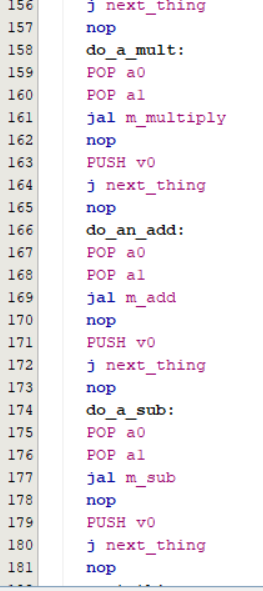 156 j next_thing
157 nop
158 do_a_mult:
159 POP a0
160 POP a1
161 jal m_multiply
162 nop
163 PUSH v0
164 j next_thing
165 nop
166 do_an_add:
167 POP a0
168 POP a1
169 jal m_add
170 nop
171 PUSH v0
172 j next_thing
173 nop
174 do_a_sub:
175 POP a0
176 POP a1
177 jal m_sub
178 nop
179 PUSH v0
180 j next_thing
181 nop